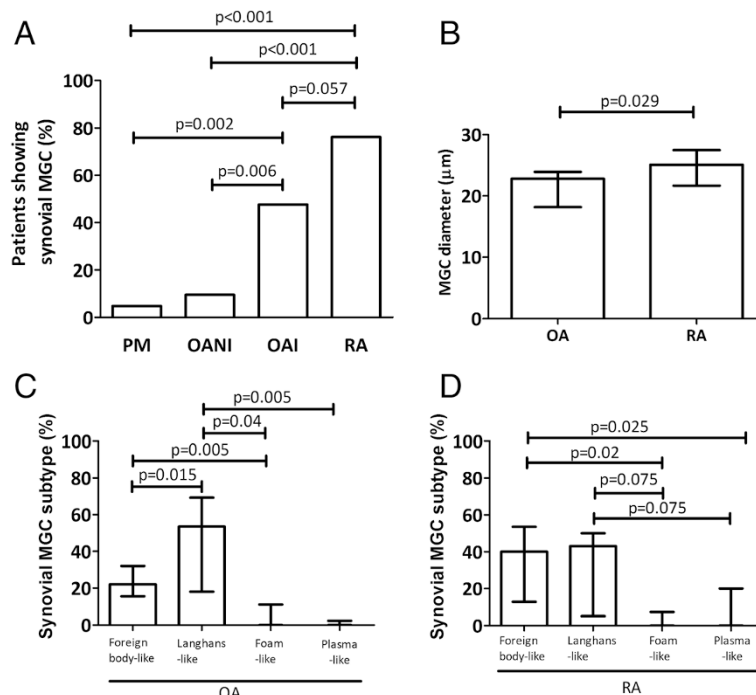 A
p<0.001
p<0.001
p=0.057
p=0.002
p=0.006
Patients showing
synovial MGC (%)
100
80
60
40
20
0
PM OANI OAI RA
B
p=0.029
MGC diameter (μm)
30
20
10
0
OA RA
C
p=0.005
p=0.04
p=0.005
p=0.015
Synovial MGC subtype (%)
100
80
60
40
20
0
Foreign Langhans Foam Plasma
body-like -like -like -like
OA
D
p=0.025
p=0.02
p=0.075
p=0.075
Synovial MGC subtype (%)
100
80
60
40
20
0
Foreign Langhans Foam Plasma
body-like -like -like -like
RA